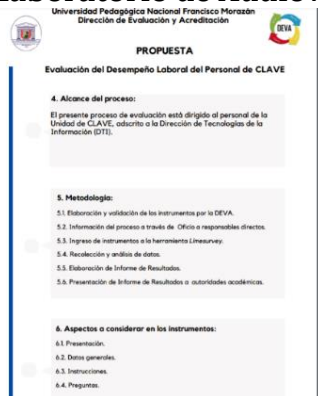 Universidad Pedagógica Nacional Francisco Morazán
Dirección de Evaluación y Acreditación
DEVA
PROPUESTA
Evaluación del Desempeño Laboral del Personal de CLAVE
4. Alcance del proceso:
El presente proceso de evaluación está dirigido al personal de la
Unidad de CLAVE, adscrito a la Dirección de Tecnologías de la
Información (DTI).
5. Metodología:
5.1. Elaboración y validación de los instrumentos por la DEVA.
5.2. Información del proceso a través de Oficio a responsables directos.
5.3. Ingreso de instrumentos a la herramienta Limesurvey.
5.4. Recolección y análisis de datos.
5.5. Elaboración de Informe de Resultados.
5.6. Presentación de Informe de Resultados a autoridades académicas.
6. Aspectos a considerar en los instrumentos:
6.1. Presentación.
6.2. Datos generales.
6.3. Instrucciones.
6.4. Preguntas.